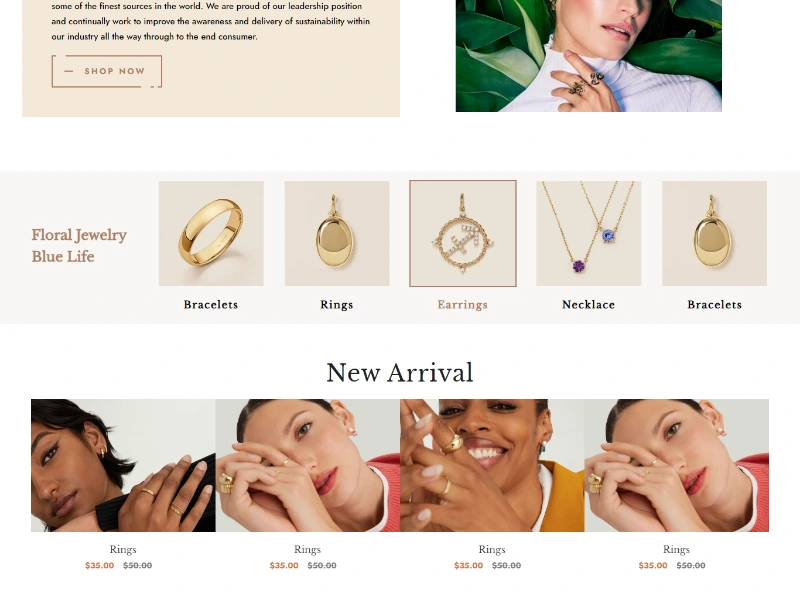 some of the finest sources in the world. We are proud of our leadership position
and continually work to improve the awareness and delivery of sustainability within
our industry all the way through to the end consumer.
SHOP NOW
Floral Jewelry
Blue Life
Bracelets
Rings
Earrings
Necklace
Bracelets
New Arrival
Rings
Rings
Rings
Rings
$35.00 $50.00
$35.00 $50.00
$35.00 $50.00
$35.00 $50.00